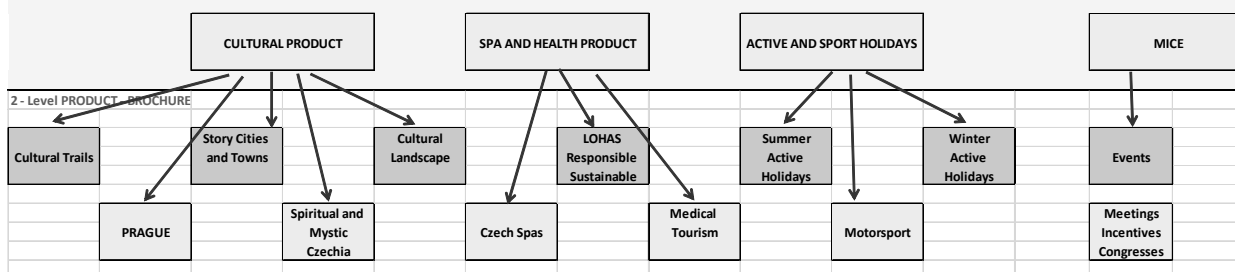 CULTURAL PRODUCT
SPA AND HEALTH PRODUCT
ACTIVE AND SPORT HOLIDAYS
MICE
2 - Level PRODUCT - BROCHURE
Cultural Trails
Story Cities
and Towns
Cultural
Landscape
LOHAS
Responsible
Sustainable
Summer
Active
Holidays
Winter
Active
Holidays
Events
PRAGUE
Spiritual and
Mystic
Czechia
Czech Spas
Medical
Tourism
Motorsport
Meetings
Incentives
Congresses